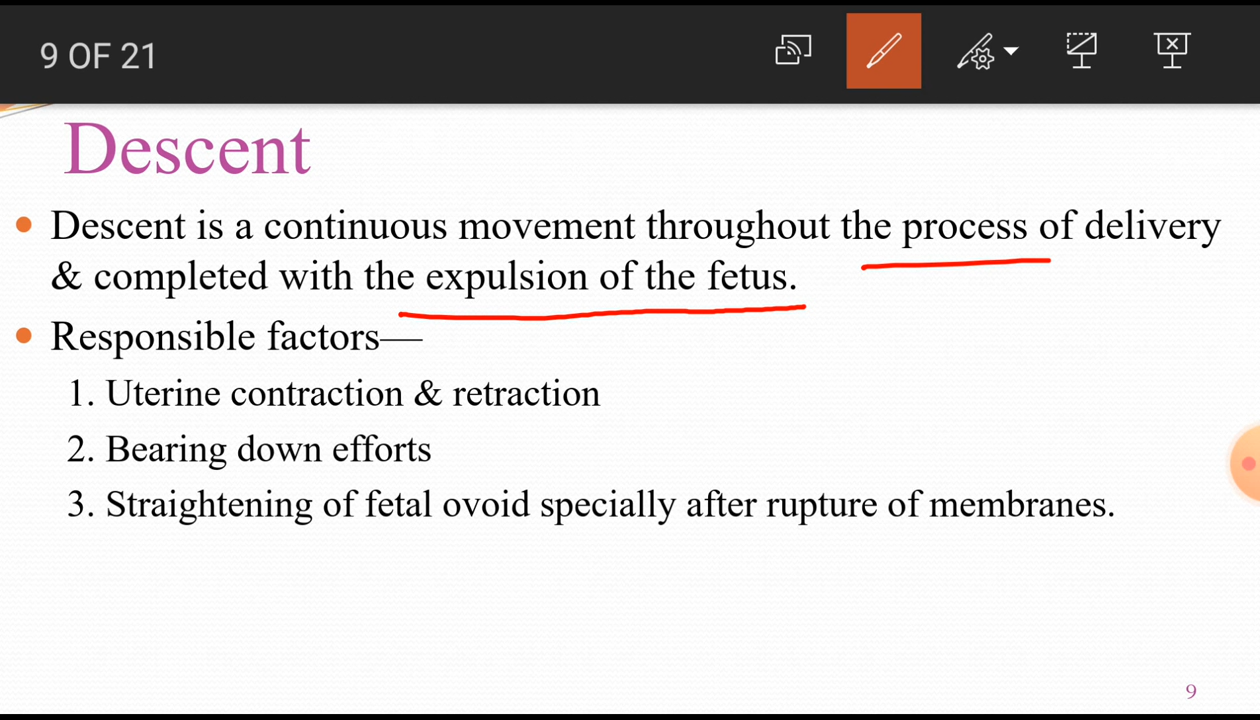 9 OF 21
Descent
• Descent is a continuous movement throughout the process of delivery
& completed with the expulsion of the fetus.
• Responsible factors—
1. Uterine contraction & retraction
2. Bearing down efforts
3. Straightening of fetal ovoid specially after rupture of membranes.
9